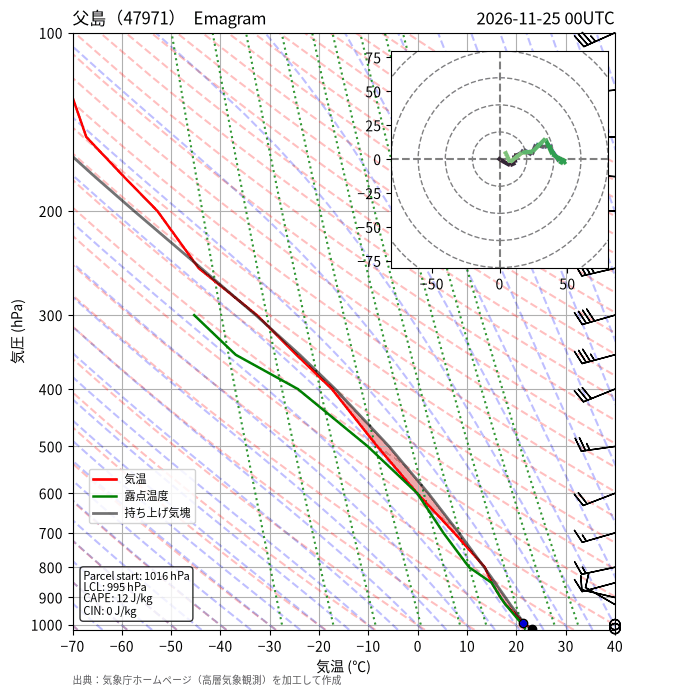 父島（47971） Emagram
2026-11-25 00UTC
100
200
300
400
500
600
700
800
900
1000
気圧 (hPa)
75
50
25
0
−25
−50
−75
−50
0
50
気温
露点温度
持ち上げ気塊
Parcel start: 1016 hPa
LCL: 995 hPa
CAPE: 12 J/kg
CIN: 0 J/kg
−70
−60
−50
−40
−30
−20
−10
0
10
20
30
40
気温 (°C)
出典：気象庁ホームページ（高層気象観測）を加工して作成